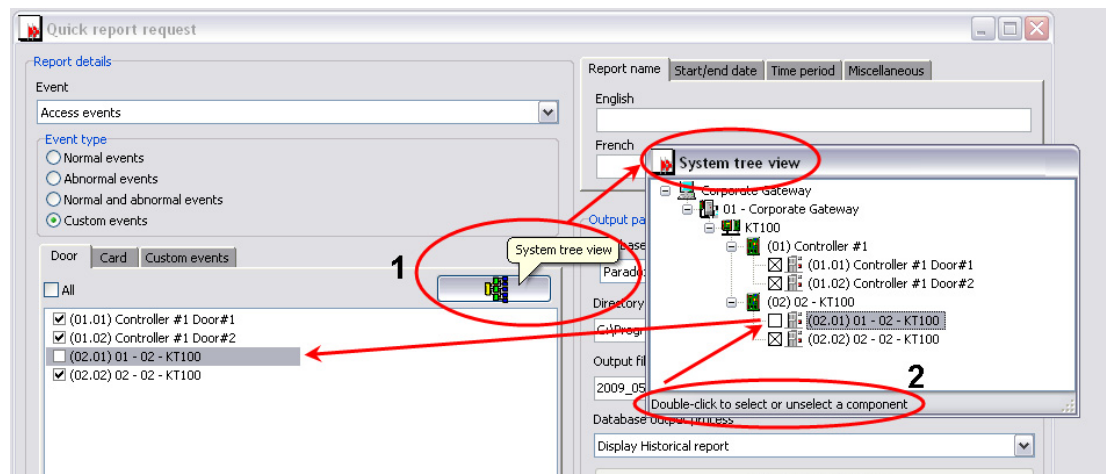 Quick report request
Report details
Event
Access events
Event type
Normal events
Abnormal events
Normal and abnormal events
Custom events
Door Card Custom events
All
(01.01) Controller #1 Door#1
(01.02) Controller #1 Door#2
(02.01) 01 - 02 - KT100
(02.02) 02 - 02 - KT100
1
System tree view
Report name Start/end date Time period Miscellaneous
English
French
Output pa
base
Parado
Directory
C:\Progr
Output fil
2009_05
Database output process
Display Historical report
System tree view
Corporate Gateway
01 - Corporate Gateway
KT100
(01) Controller #1
(01.01) Controller #1 Door#1
(01.02) Controller #1 Door#2
(02) 02 - KT100
(02.01) 01 - 02 - KT100
(02.02) 02 - 02 - KT100
2
Double-click to select or unselect a component